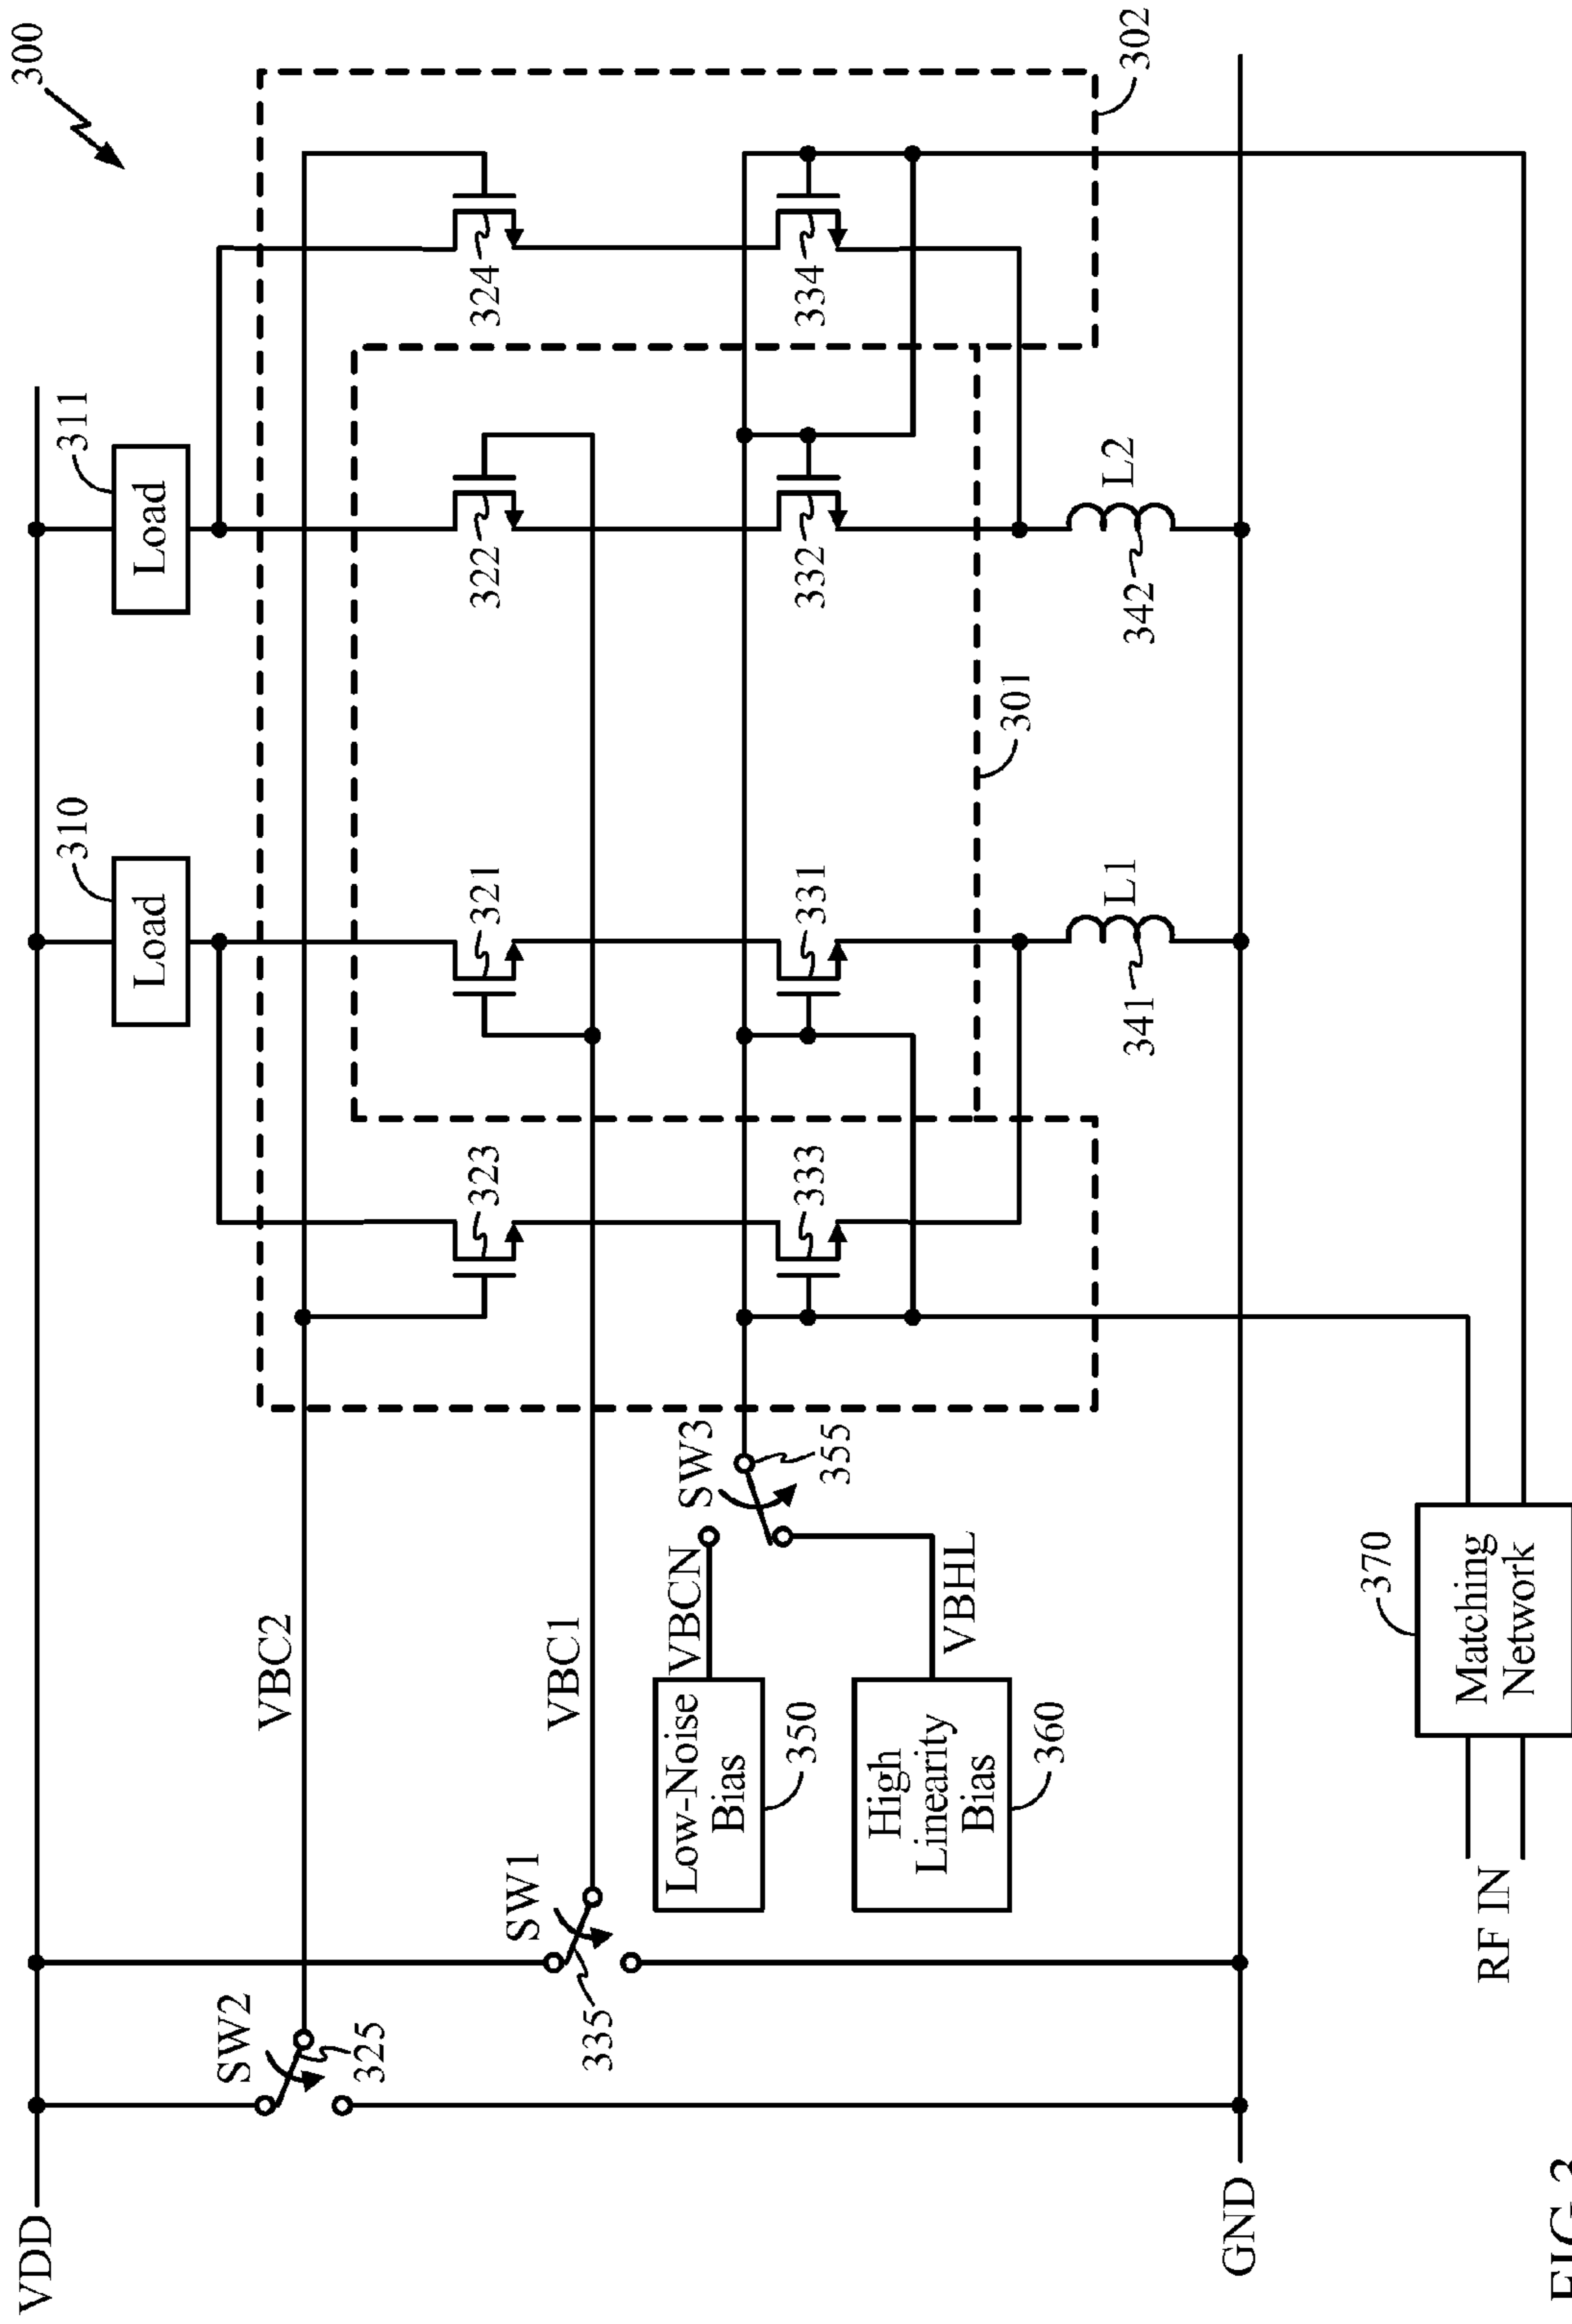 300
VDD
310
Load
311
Load
SW2
325
VBC2
SW1
335
VBC1
323
321
322
324
302
Low-Noise
Bias
350
VBCN
SW3
355
High
Linearity
Bias
360
VBHL
333
331
332
334
301
341
L1
342
L2
GND
RF IN
370
Matching
Network
FIG 3